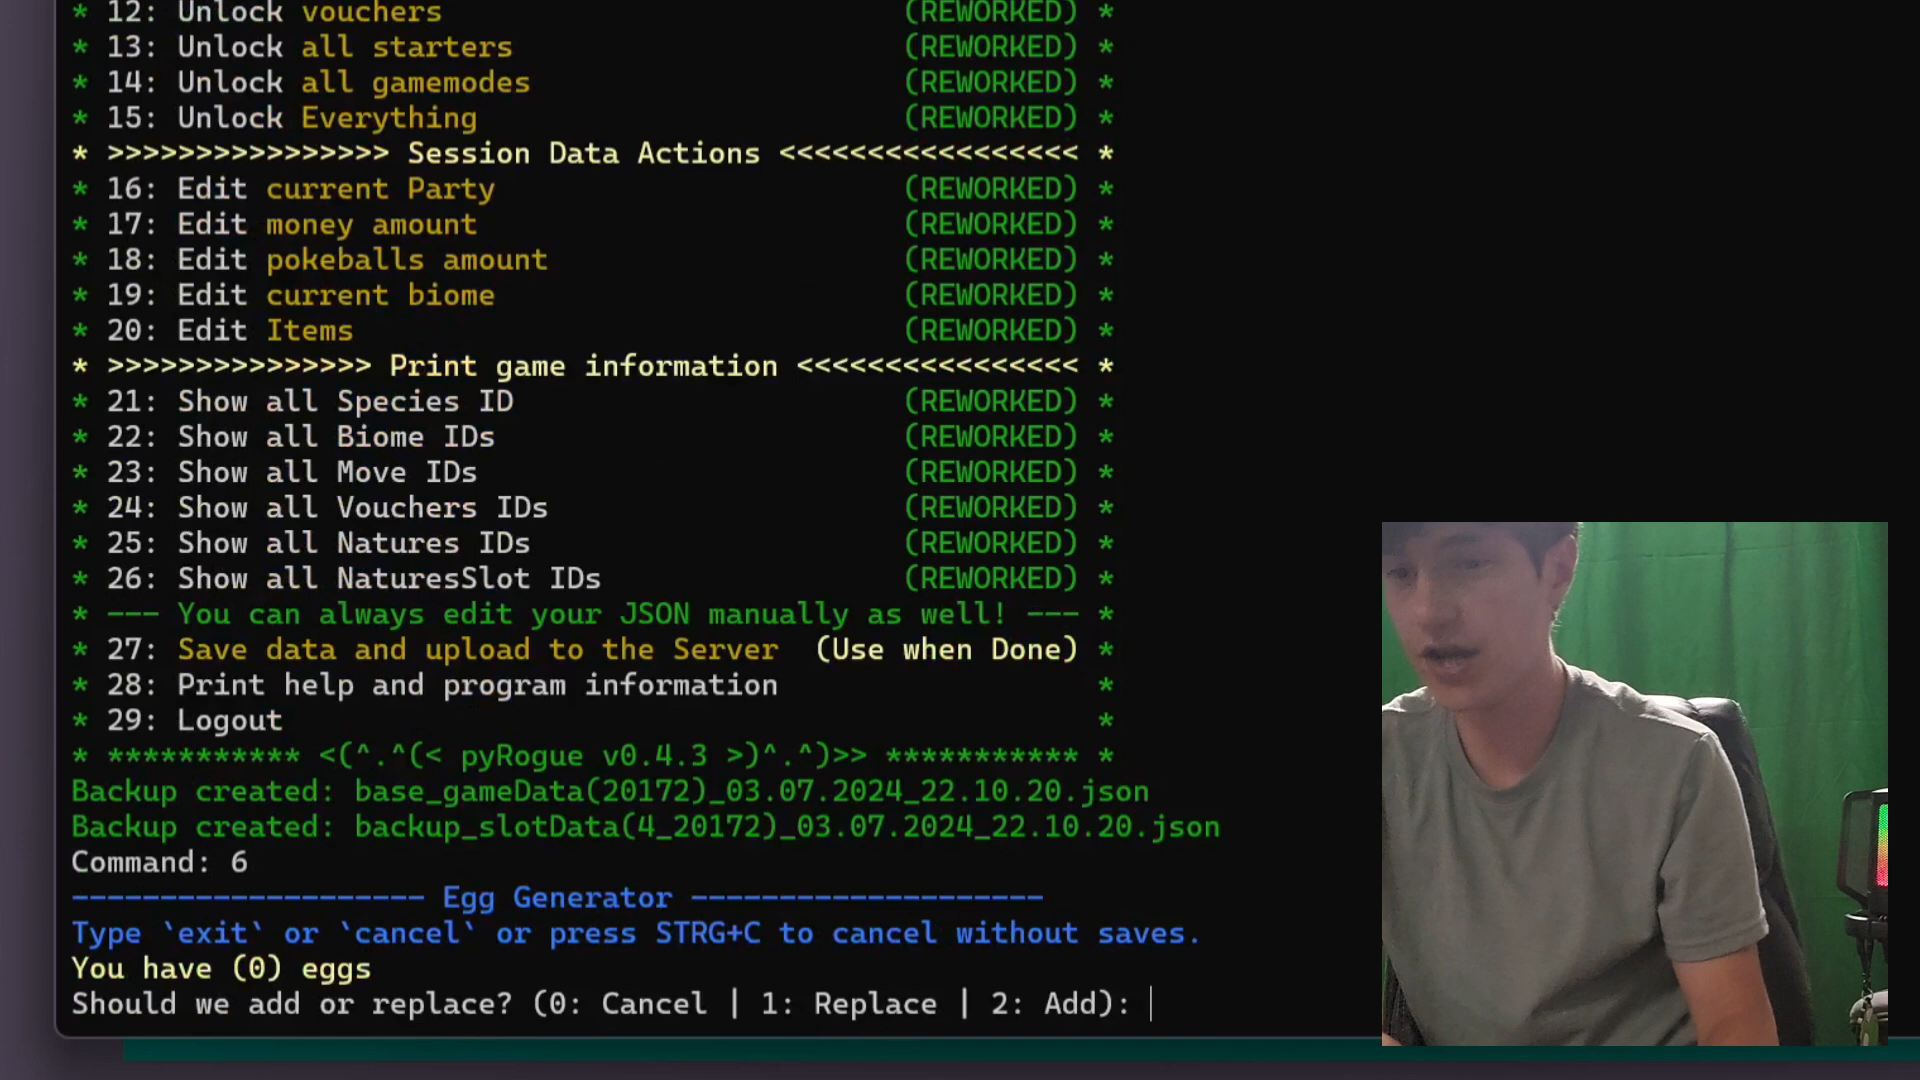 * 12: Unlock vouchers (REWORKED) *
* 13: Unlock all starters (REWORKED) *
* 14: Unlock all gamemodes (REWORKED) *
* 15: Unlock Everything (REWORKED) *
* >>>>>>>>>>>>>>>> Session Data Actions <<<<<<<<<<<<<<<<< *
* 16: Edit current Party (REWORKED) *
* 17: Edit money amount (REWORKED) *
* 18: Edit pokeballs amount (REWORKED) *
* 19: Edit current biome (REWORKED) *
* 20: Edit Items (REWORKED) *
* >>>>>>>>>>>>>>> Print game information <<<<<<<<<<<<<<<< *
* 21: Show all Species ID (REWORKED) *
* 22: Show all Biome IDs (REWORKED) *
* 23: Show all Move IDs (REWORKED) *
* 24: Show all Vouchers IDs (REWORKED) *
* 25: Show all Natures IDs (REWORKED) *
* 26: Show all NaturesSlot IDs (REWORKED) *
* --- You can always edit your JSON manually as well! --- *
* 27: Save data and upload to the Server (Use when Done) *
* 28: Print help and program information *
* 29: Logout *
* *********** <(^.^(< pyRogue v0.4.3 >)^.^)>> *********** *
Backup created: base_gameData(20172)_03.07.2024_22.10.20.json
Backup created: backup_slotData(4_20172)_03.07.2024_22.10.20.json
Command: 6
-------------------- Egg Generator --------------------
Type `exit` or `cancel` or press STRG+C to cancel without saves.
You have (0) eggs
Should we add or replace? (0: Cancel | 1: Replace | 2: Add):